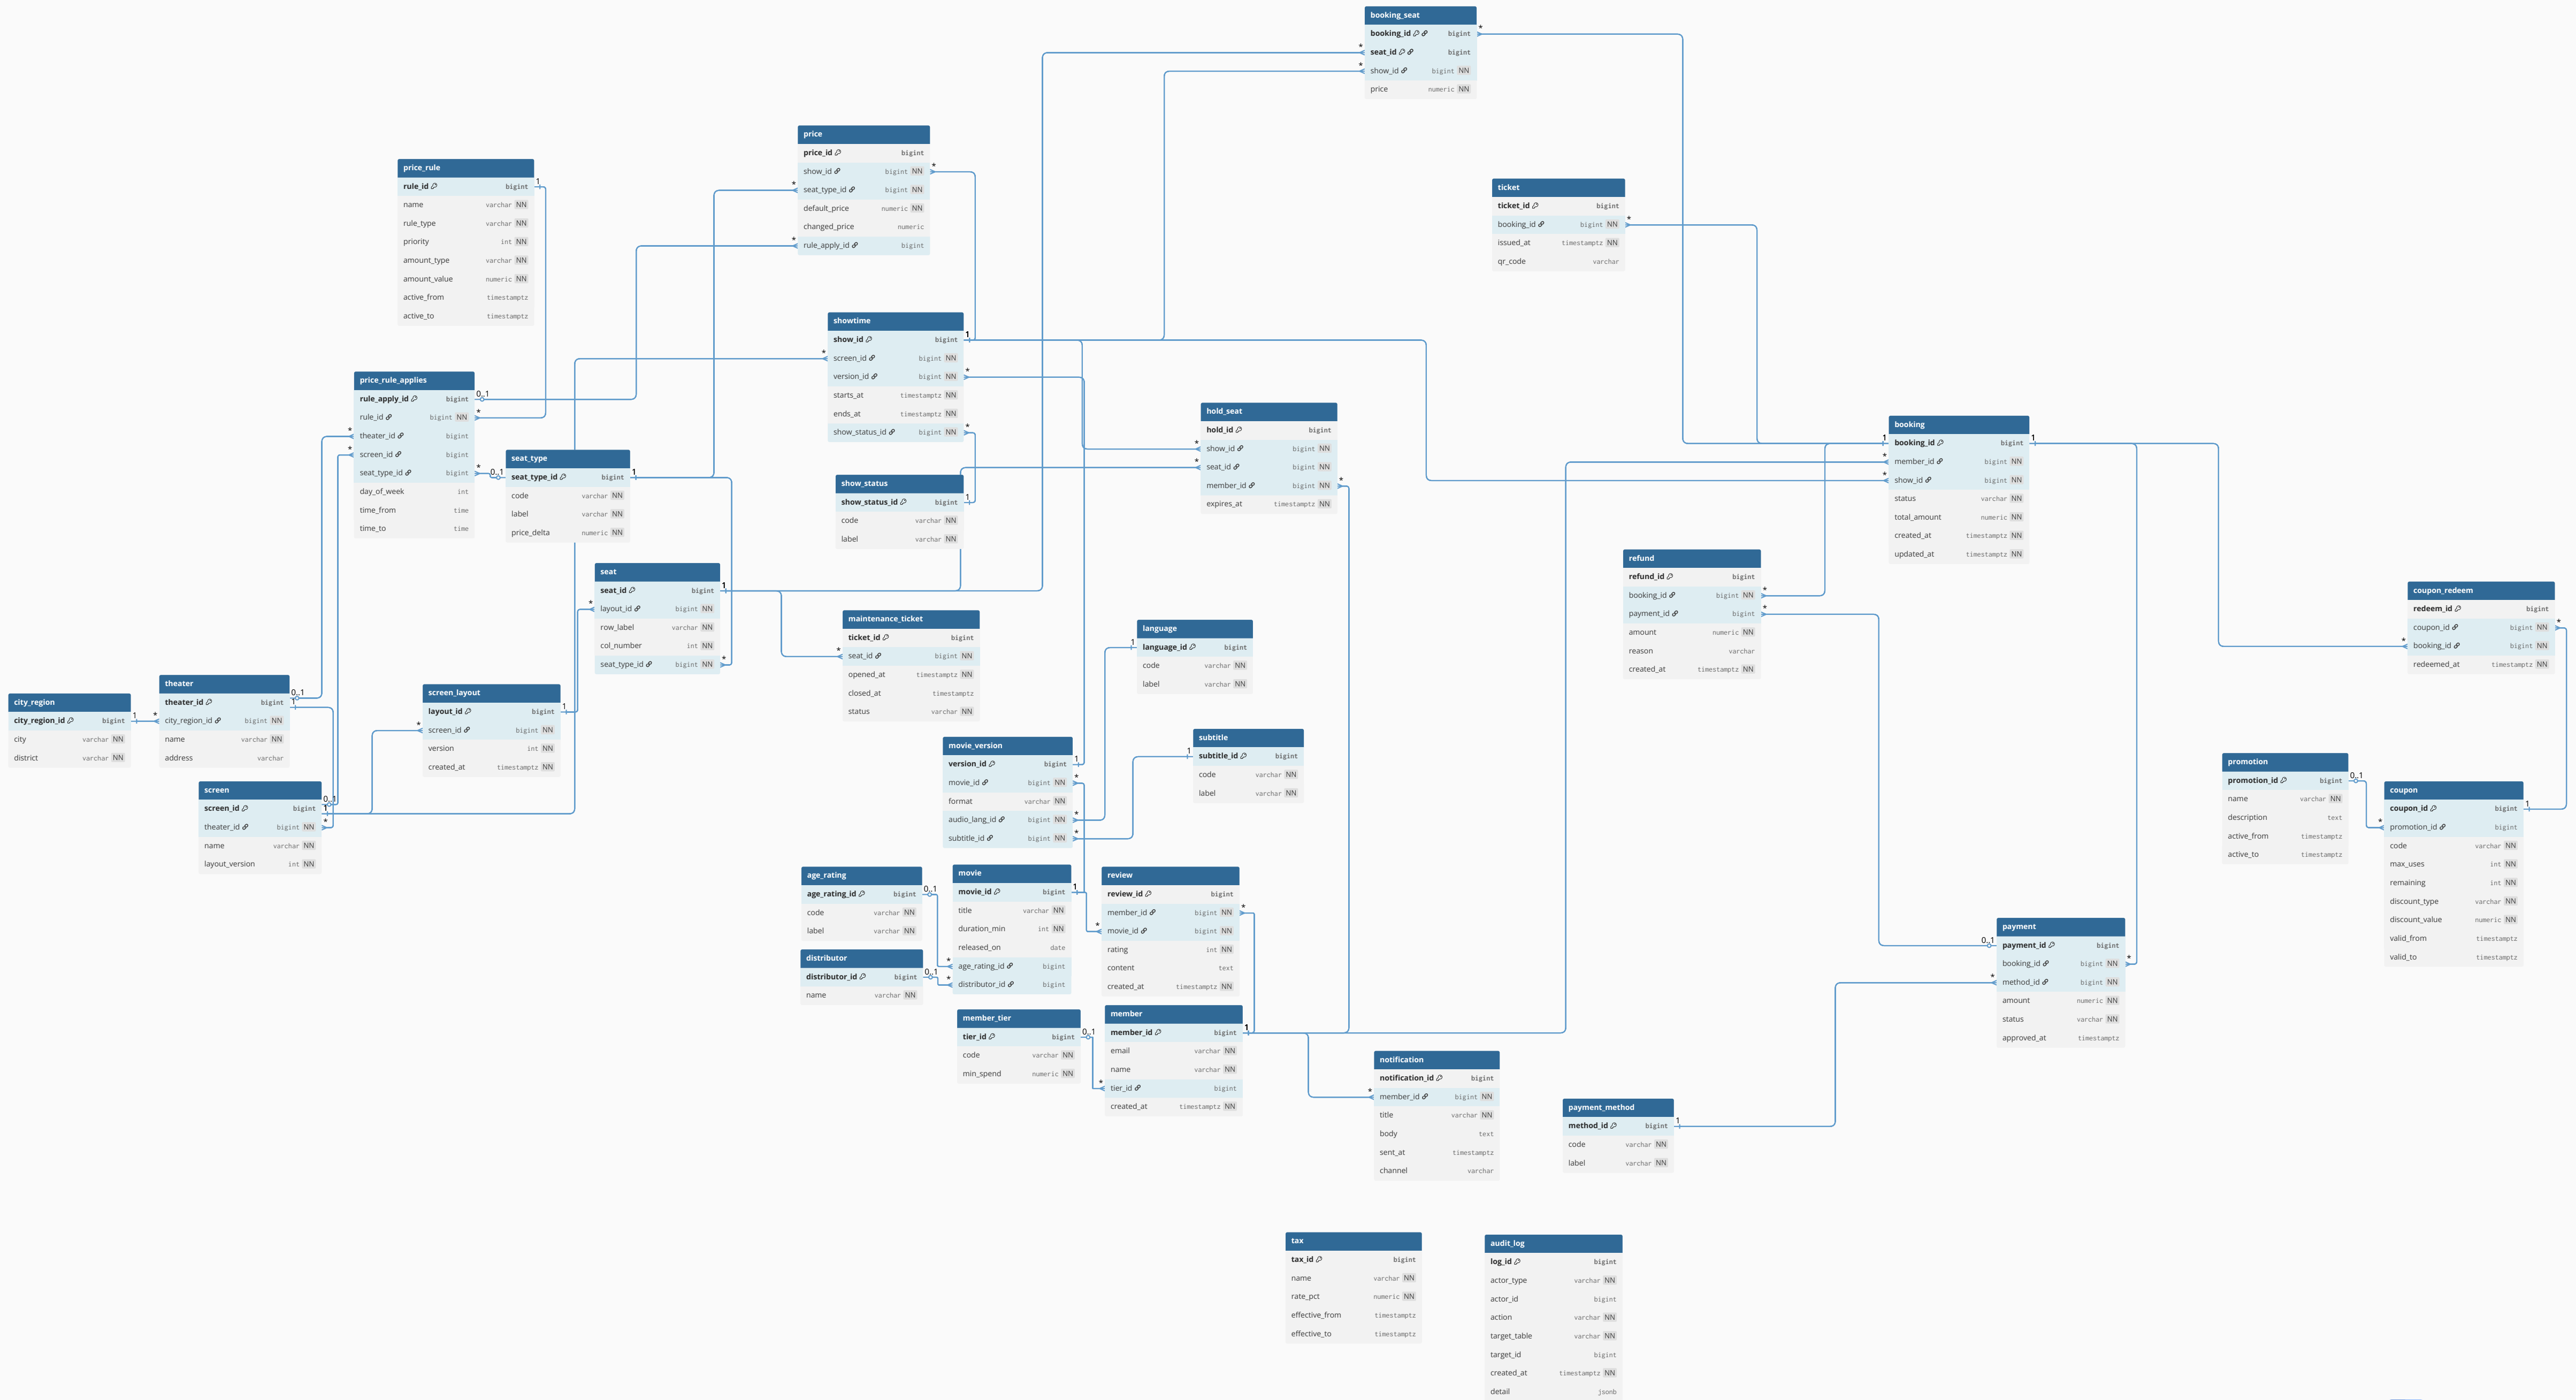 booking_seat
booking_id bigint
seat_id bigint
show_id bigint NN
price numeric NN
price
price_id bigint
show_id bigint NN
seat_type_id bigint NN
default_price numeric NN
changed_price numeric
rule_apply_id bigint
price_rule
rule_id bigint
name varchar NN
rule_type varchar NN
priority int NN
amount_type varchar NN
amount_value numeric NN
active_from timestamptz
active_to timestamptz
ticket
ticket_id bigint
booking_id bigint NN
issued_at timestamptz NN
qr_code varchar
showtime
show_id bigint
screen_id bigint NN
version_id bigint NN
starts_at timestamptz NN
ends_at timestamptz NN
show_status_id bigint NN
price_rule_applies
rule_apply_id bigint
rule_id bigint NN
theater_id bigint
screen_id bigint
seat_type_id bigint
day_of_week int
time_from time
time_to time
hold_seat
hold_id bigint
show_id bigint NN
seat_id bigint NN
member_id bigint NN
expires_at timestamptz NN
booking
booking_id bigint
member_id bigint NN
show_id bigint NN
status varchar NN
total_amount numeric NN
created_at timestamptz NN
updated_at timestamptz NN
seat_type
seat_type_id bigint
code varchar NN
label varchar NN
price_delta numeric NN
show_status
show_status_id bigint
code varchar NN
label varchar NN
refund
refund_id bigint
booking_id bigint NN
payment_id bigint
amount numeric NN
reason varchar
created_at timestamptz NN
seat
seat_id bigint
layout_id bigint NN
row_label varchar NN
col_number int NN
seat_type_id bigint NN
coupon_redeem
redeem_id bigint
coupon_id bigint NN
booking_id bigint NN
redeemed_at timestamptz NN
maintenance_ticket
ticket_id bigint
seat_id bigint NN
opened_at timestamptz NN
closed_at timestamptz
status varchar NN
language
language_id bigint
code varchar NN
label varchar NN
theater
theater_id bigint
city_region_id bigint NN
name varchar NN
address varchar
screen_layout
layout_id bigint
screen_id bigint NN
version int NN
created_at timestamptz NN
city_region
city_region_id bigint
city varchar NN
district varchar NN
subtitle
subtitle_id bigint
code varchar NN
label varchar NN
movie_version
version_id bigint
movie_id bigint NN
format varchar NN
audio_lang_id bigint NN
subtitle_id bigint NN
promotion
promotion_id bigint
name varchar NN
description text
active_from timestamptz
active_to timestamptz
screen
screen_id bigint
theater_id bigint NN
name varchar NN
layout_version int NN
coupon
coupon_id bigint
promotion_id bigint
code varchar NN
max_uses int NN
remaining int NN
discount_type varchar NN
discount_value numeric NN
valid_from timestamptz
valid_to timestamptz
age_rating
age_rating_id bigint
code varchar NN
label varchar NN
movie
movie_id bigint
title varchar NN
duration_min int NN
released_on date
age_rating_id bigint
distributor_id bigint
review
review_id bigint
member_id bigint NN
movie_id bigint NN
rating int NN
content text
created_at timestamptz NN
payment
payment_id bigint
booking_id bigint NN
method_id bigint NN
amount numeric NN
status varchar NN
approved_at timestamptz
distributor
distributor_id bigint
name varchar NN
member_tier
tier_id bigint
code varchar NN
min_spend numeric NN
member
member_id bigint
email varchar NN
name varchar NN
tier_id bigint
created_at timestamptz NN
notification
notification_id bigint
member_id bigint NN
title varchar NN
body text
sent_at timestamptz
channel varchar
payment_method
method_id bigint
code varchar NN
label varchar NN
tax
tax_id bigint
name varchar NN
rate_pct numeric NN
effective_from timestamptz
effective_to timestamptz
audit_log
log_id bigint
actor_type varchar NN
actor_id bigint
action varchar NN
target_table varchar NN
target_id bigint
created_at timestamptz NN
detail jsonb